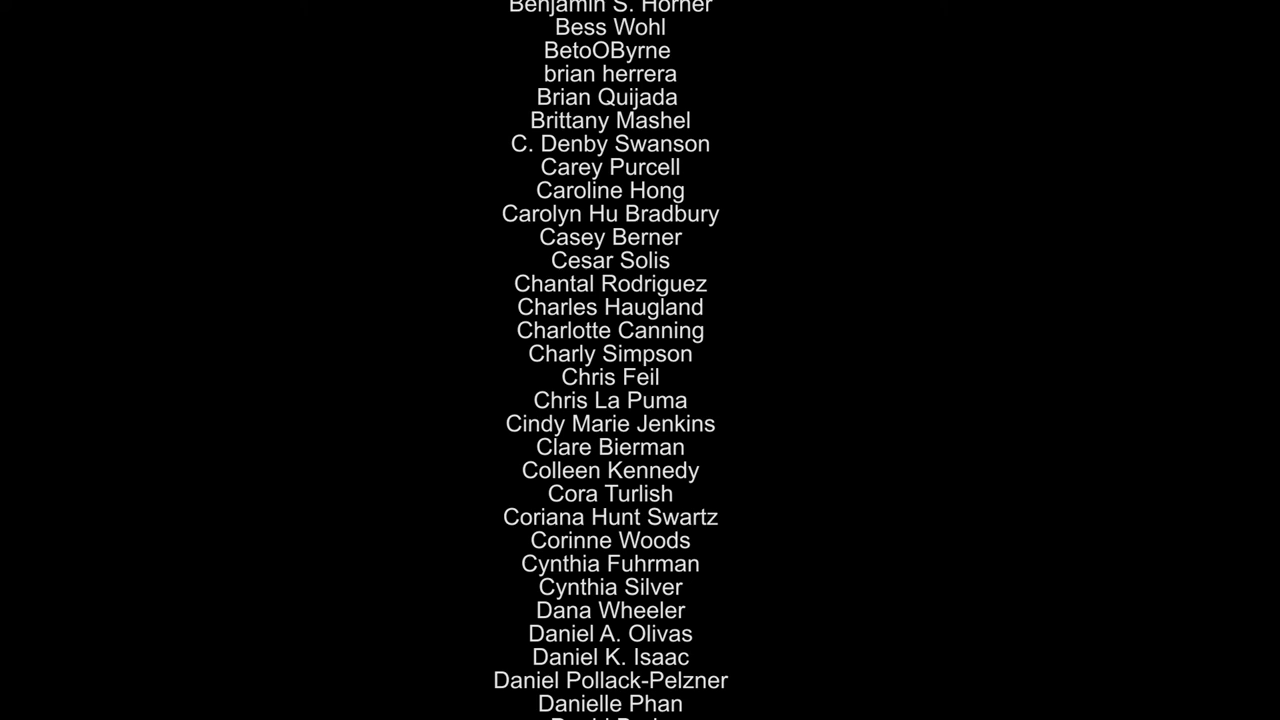 Benjamin S. Horner
Bess Wohl
BetoOByrne
brian herrera
Brian Quijada
Brittany Mashel
C. Denby Swanson
Carey Purcell
Caroline Hong
Carolyn Hu Bradbury
Casey Berner
Cesar Solis
Chantal Rodriguez
Charles Haugland
Charlotte Canning
Charly Simpson
Chris Feil
Chris La Puma
Cindy Marie Jenkins
Clare Bierman
Colleen Kennedy
Cora Turlish
Coriana Hunt Swartz
Corinne Woods
Cynthia Fuhrman
Cynthia Silver
Dana Wheeler
Daniel A. Olivas
Daniel K. Isaac
Daniel Pollack-Pelzner
Danielle Phan